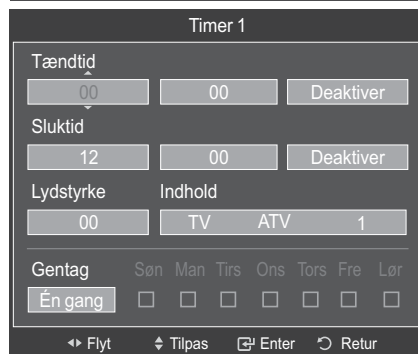 Timer 1
Tændtid
00 00 Deaktiver
Sluktid
12 00 Deaktiver
Lydstyrke Indhold
00 TV ATV 1
Gentag Søn Man Tirs Ons Tors Fre Lør
Én gang
Flyt Tilpas Enter Retur